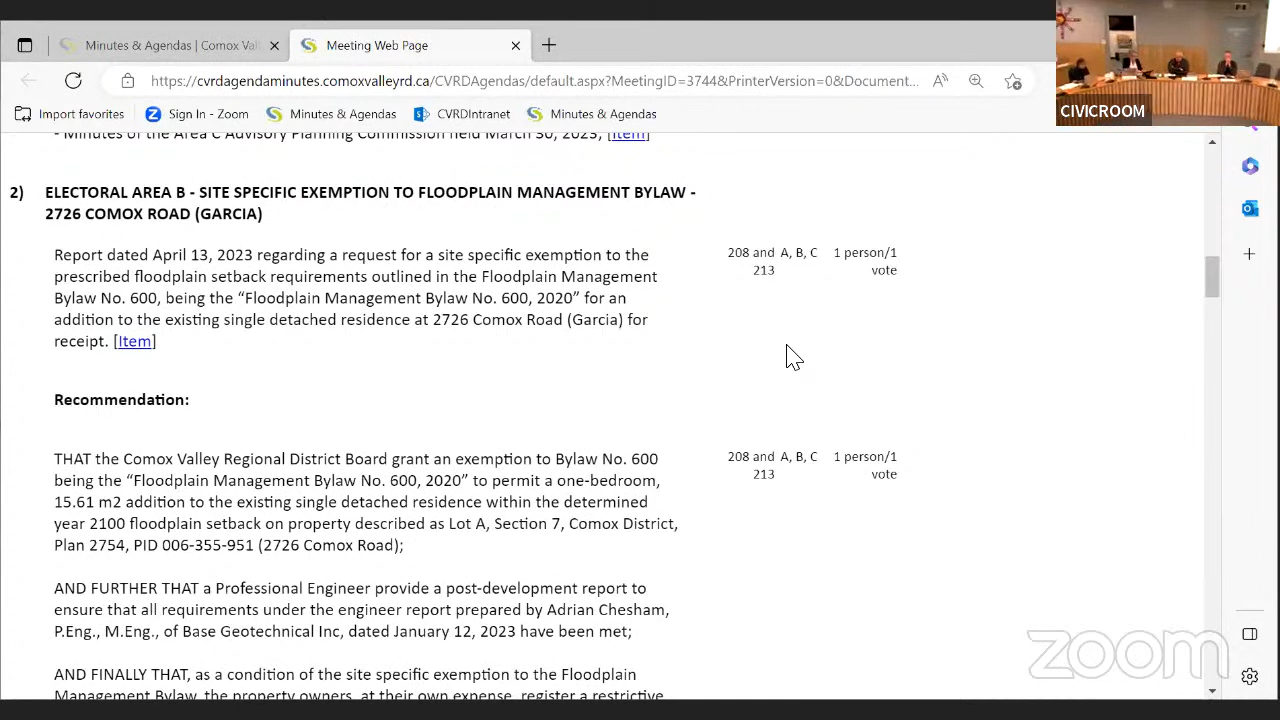 Minutes & Agendas | Comox Val
Meeting Web Page
https://cvrdagendaminutes.comoxvalleyrd.ca/CVRDAgendas/default.aspx?MeetingID=3744&PrinterVersion=0&Document...
CIVICROOM
Import favorites
Sign In - Zoom
Minutes & Agendas
CVRDIntranet
Minutes & Agendas
- Minutes of the Area C Advisory Planning Commission held March 30, 2023, [Item]
2) ELECTORAL AREA B - SITE SPECIFIC EXEMPTION TO FLOODPLAIN MANAGEMENT BYLAW -
2726 COMOX ROAD (GARCIA)
Report dated April 13, 2023 regarding a request for a site specific exemption to the 208 and A, B, C 1 person/1
prescribed floodplain setback requirements outlined in the Floodplain Management 213 vote
Bylaw No. 600, being the “Floodplain Management Bylaw No. 600, 2020” for an
addition to the existing single detached residence at 2726 Comox Road (Garcia) for
receipt. [Item]
Recommendation:
THAT the Comox Valley Regional District Board grant an exemption to Bylaw No. 600 208 and A, B, C 1 person/1
being the “Floodplain Management Bylaw No. 600, 2020” to permit a one-bedroom, 213 vote
15.61 m2 addition to the existing single detached residence within the determined
year 2100 floodplain setback on property described as Lot A, Section 7, Comox District,
Plan 2754, PID 006-355-951 (2726 Comox Road);
AND FURTHER THAT a Professional Engineer provide a post-development report to
ensure that all requirements under the engineer report prepared by Adrian Chesham,
P.Eng., M.Eng., of Base Geotechnical Inc, dated January 12, 2023 have been met;
AND FINALLY THAT, as a condition of the site specific exemption to the Floodplain
Management Bylaw, the property owners, at their own expense, register a restrictive
zoom